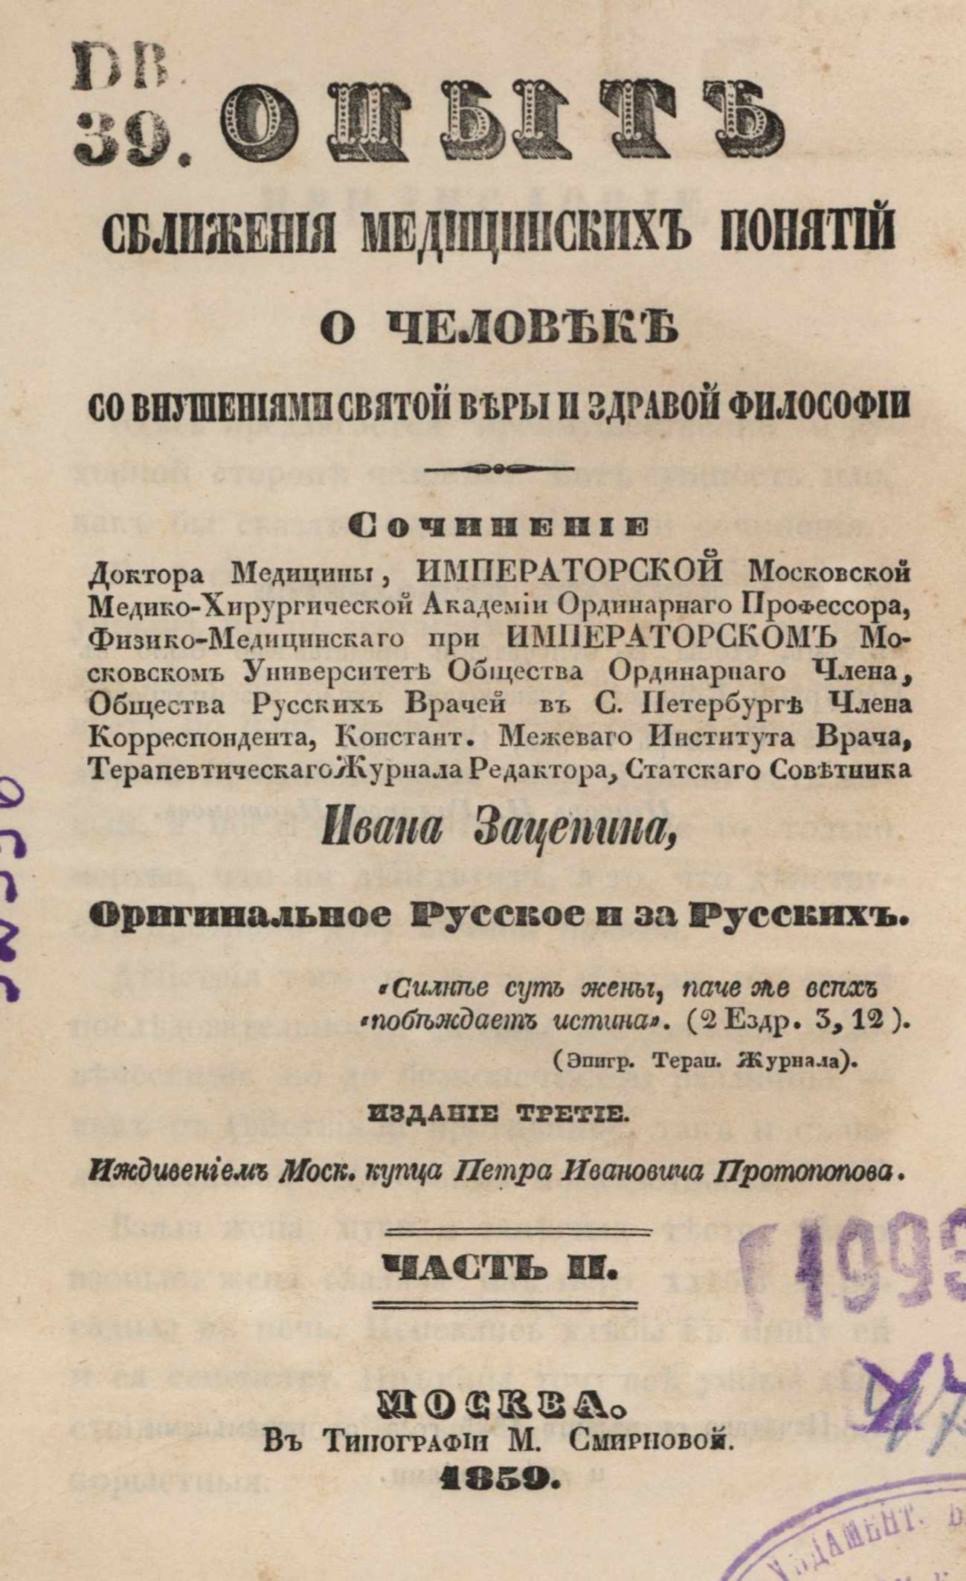 DB
39.
ОПЫТЪ
СБЛИЖЕНІЯ МЕДИЦИНСКИХЪ ПОНЯТІЙ
О ЧЕЛОВѢКѢ
СО ВНУШЕНІЯМИ СВЯТОЙ ВѢРЫ И ЗДРАВОЙ ФИЛОСОФІИ
Сочиненіе
Доктора Медицины, ИМПЕРАТОРСКОЙ Московской
Медико-Хирургической Академіи Ординарнаго Профессора,
Физико-Медицинскаго при ИМПЕРАТОРСКОМЪ Мо-
сковскомъ Университетѣ Общества Ординарнаго Члена,
Общества Русскихъ Врачей въ С. Петербургѣ Члена
Корреспондента, Констант. Межеваго Института Врача,
Терапевтическаго Журнала Редактора, Статскаго Совѣтника
Ивана Зацепина,
Оригинальное Русское и за Русскихъ.
«Силнѣе суть жены, паче же всѣхъ
«побѣждаетъ истина». (2 Ездр. 3, 12).
(Эпигр. Терап. Журнала).
ИЗДАНІЕ ТРЕТІЕ.
Иждивеніемъ Моск. купца Петра Ивановича Протопопова.
ЧАСТЬ II.
1993
МОСКВА.
Въ Типографіи М. Смирновой.
1859.